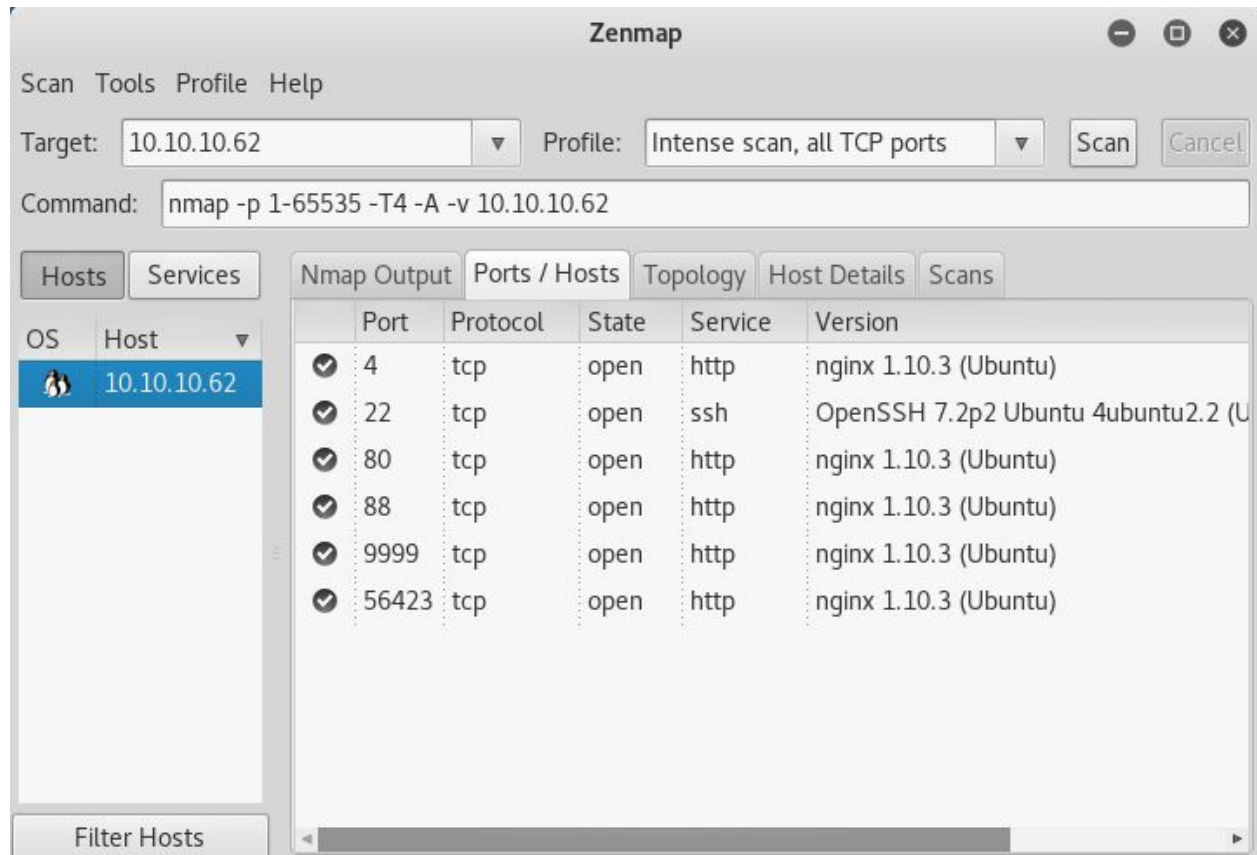 Zenmap
Scan Tools Profile Help
Target: 10.10.10.62 Profile: Intense scan, all TCP ports Scan Cancel
Command: nmap -p 1-65535 -T4 -A -v 10.10.10.62
Hosts Services Nmap Output Ports / Hosts Topology Host Details Scans
OS Host Port Protocol State Service Version
10.10.10.62
4 tcp open http nginx 1.10.3 (Ubuntu)
22 tcp open ssh OpenSSH 7.2p2 Ubuntu 4ubuntu2.2 (U
80 tcp open http nginx 1.10.3 (Ubuntu)
88 tcp open http nginx 1.10.3 (Ubuntu)
9999 tcp open http nginx 1.10.3 (Ubuntu)
56423 tcp open http nginx 1.10.3 (Ubuntu)
Filter Hosts